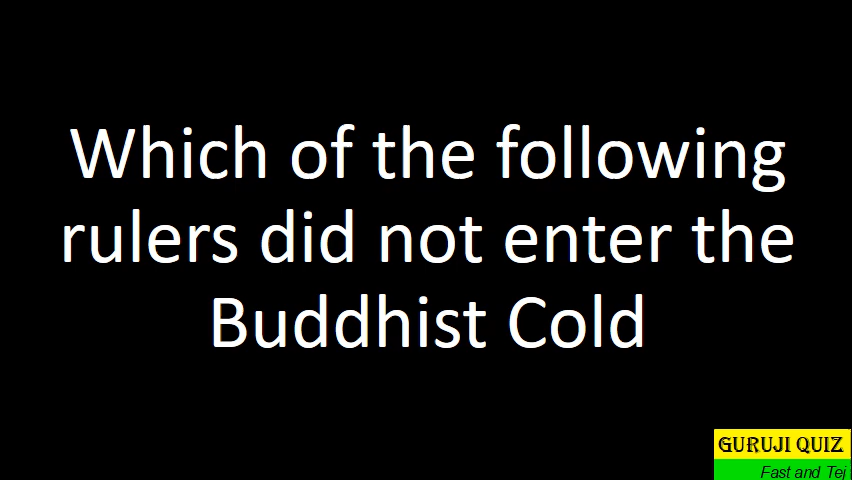 Which of the following
rulers did not enter the
Buddhist Cold
GURUJI QUIZ
Fast and Tej